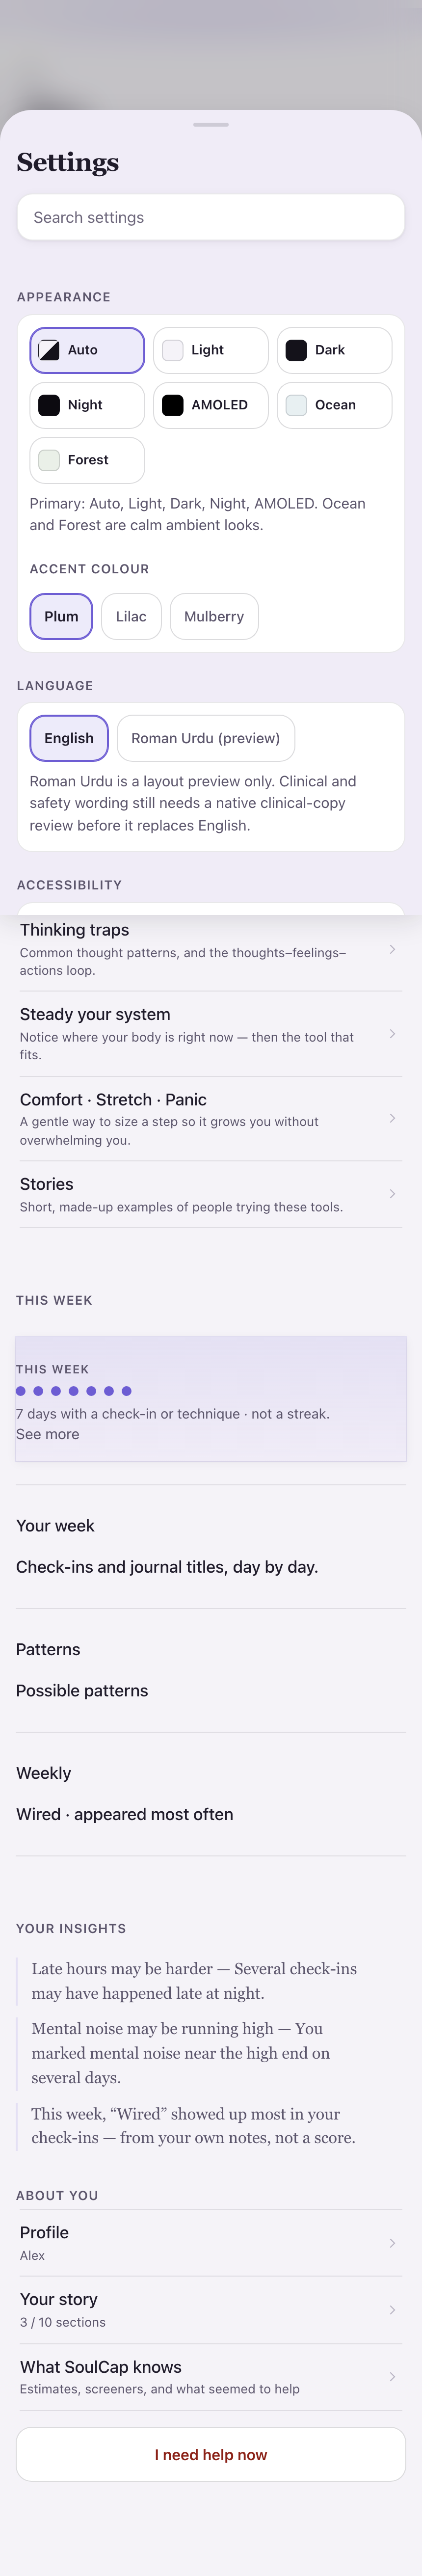 Settings
Search settings
APPEARANCE
Auto
Light
Dark
Night
AMOLED
Ocean
Forest
Primary: Auto, Light, Dark, Night, AMOLED. Ocean
and Forest are calm ambient looks.
ACCENT COLOUR
Plum
Lilac
Mulberry
LANGUAGE
English
Roman Urdu (preview)
Roman Urdu is a layout preview only. Clinical and
safety wording still needs a native clinical-copy
review before it replaces English.
ACCESSIBILITY
Thinking traps
Common thought patterns, and the thoughts–feelings–
actions loop.
Steady your system
Notice where your body is right now — then the tool that
fits.
Comfort · Stretch · Panic
A gentle way to size a step so it grows you without
overwhelming you.
Stories
Short, made-up examples of people trying these tools.
THIS WEEK
THIS WEEK
7 days with a check-in or technique · not a streak.
See more
Your week
Check-ins and journal titles, day by day.
Patterns
Possible patterns
Weekly
Wired · appeared most often
YOUR INSIGHTS
Late hours may be harder — Several check-ins
may have happened late at night.
Mental noise may be running high — You
marked mental noise near the high end on
several days.
This week, “Wired” showed up most in your
check-ins — from your own notes, not a score.
ABOUT YOU
Profile
Alex
Your story
3 / 10 sections
What SoulCap knows
Estimates, screeners, and what seemed to help
I need help now